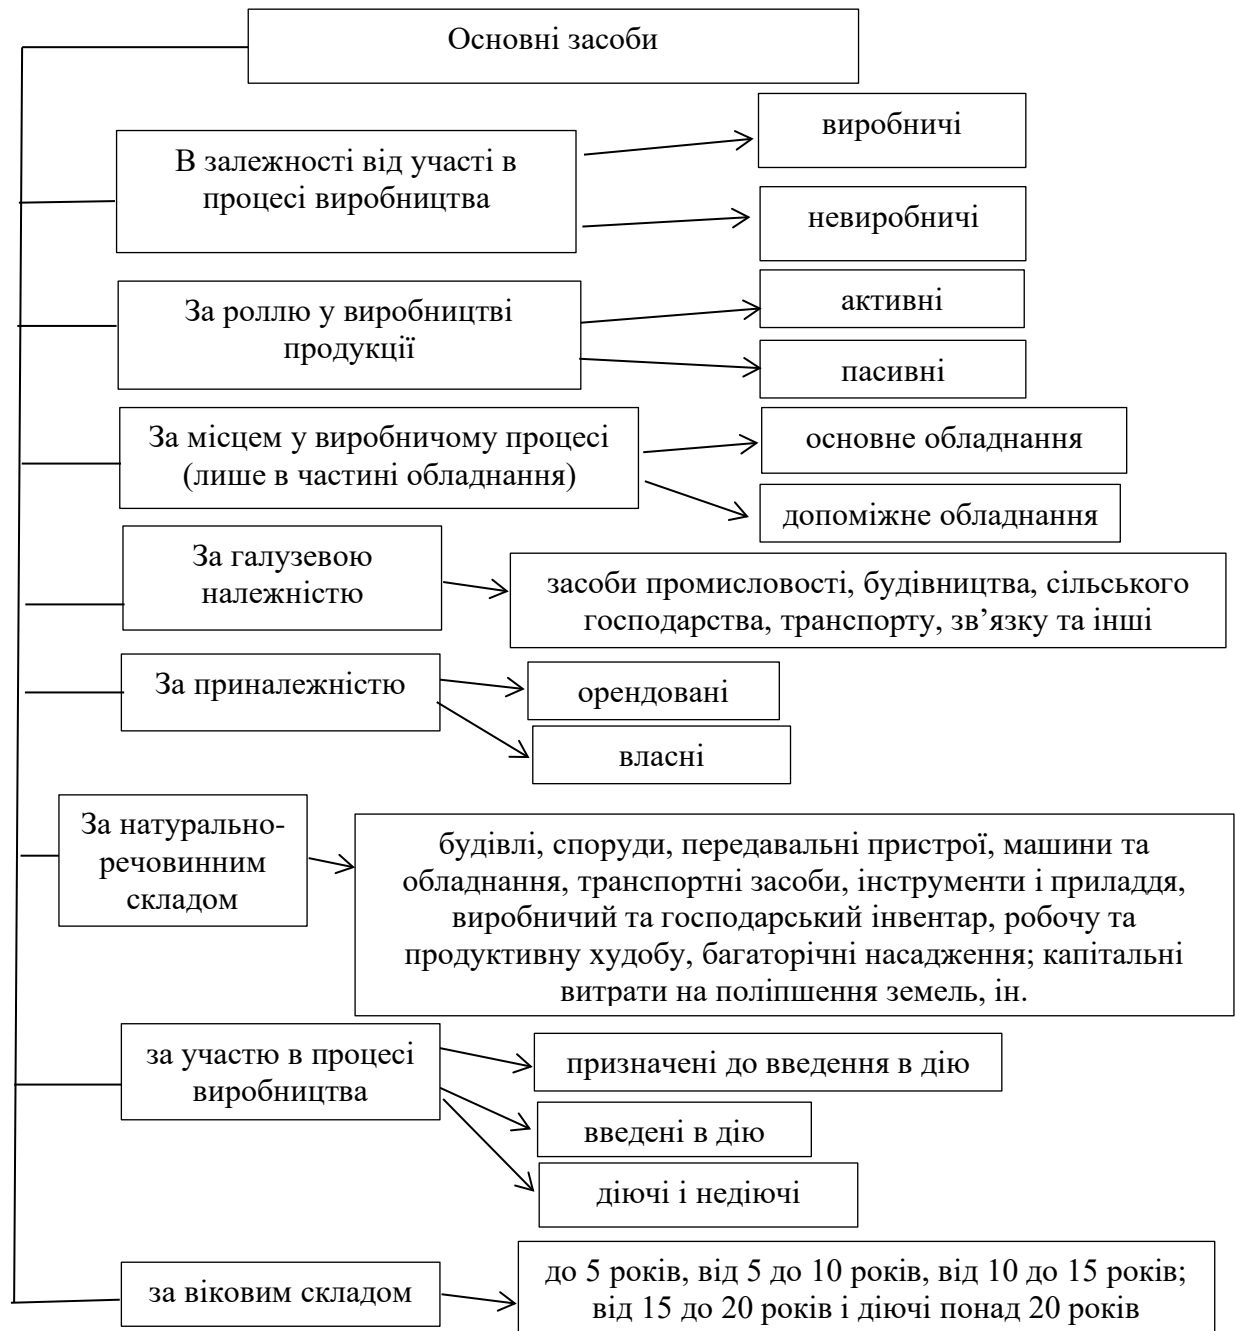 Основні засоби
В залежності від участі в
процесі виробництва
виробничі
невиробничі
За роллю у виробництві
продукції
активні
пасивні
За місцем у виробничому процесі
(лише в частині обладнання)
основне обладнання
допоміжне обладнання
За галузевою
належністю
засоби промисловості, будівництва, сільського
господарства, транспорту, зв’язку та інші
За приналежністю
орендовані
власні
За натурально-
речовинним
складом
будівлі, споруди, передавальні пристрої, машини та
обладнання, транспортні засоби, інструменти і приладдя,
виробничий та господарський інвентар, робочу та
продуктивну худобу, багаторічні насадження; капітальні
витрати на поліпшення земель, ін.
за участю в процесі
виробництва
призначені до введення в дію
введені в дію
діючі і недіючі
за віковим складом
до 5 років, від 5 до 10 років, від 10 до 15 років;
від 15 до 20 років і діючі понад 20 років